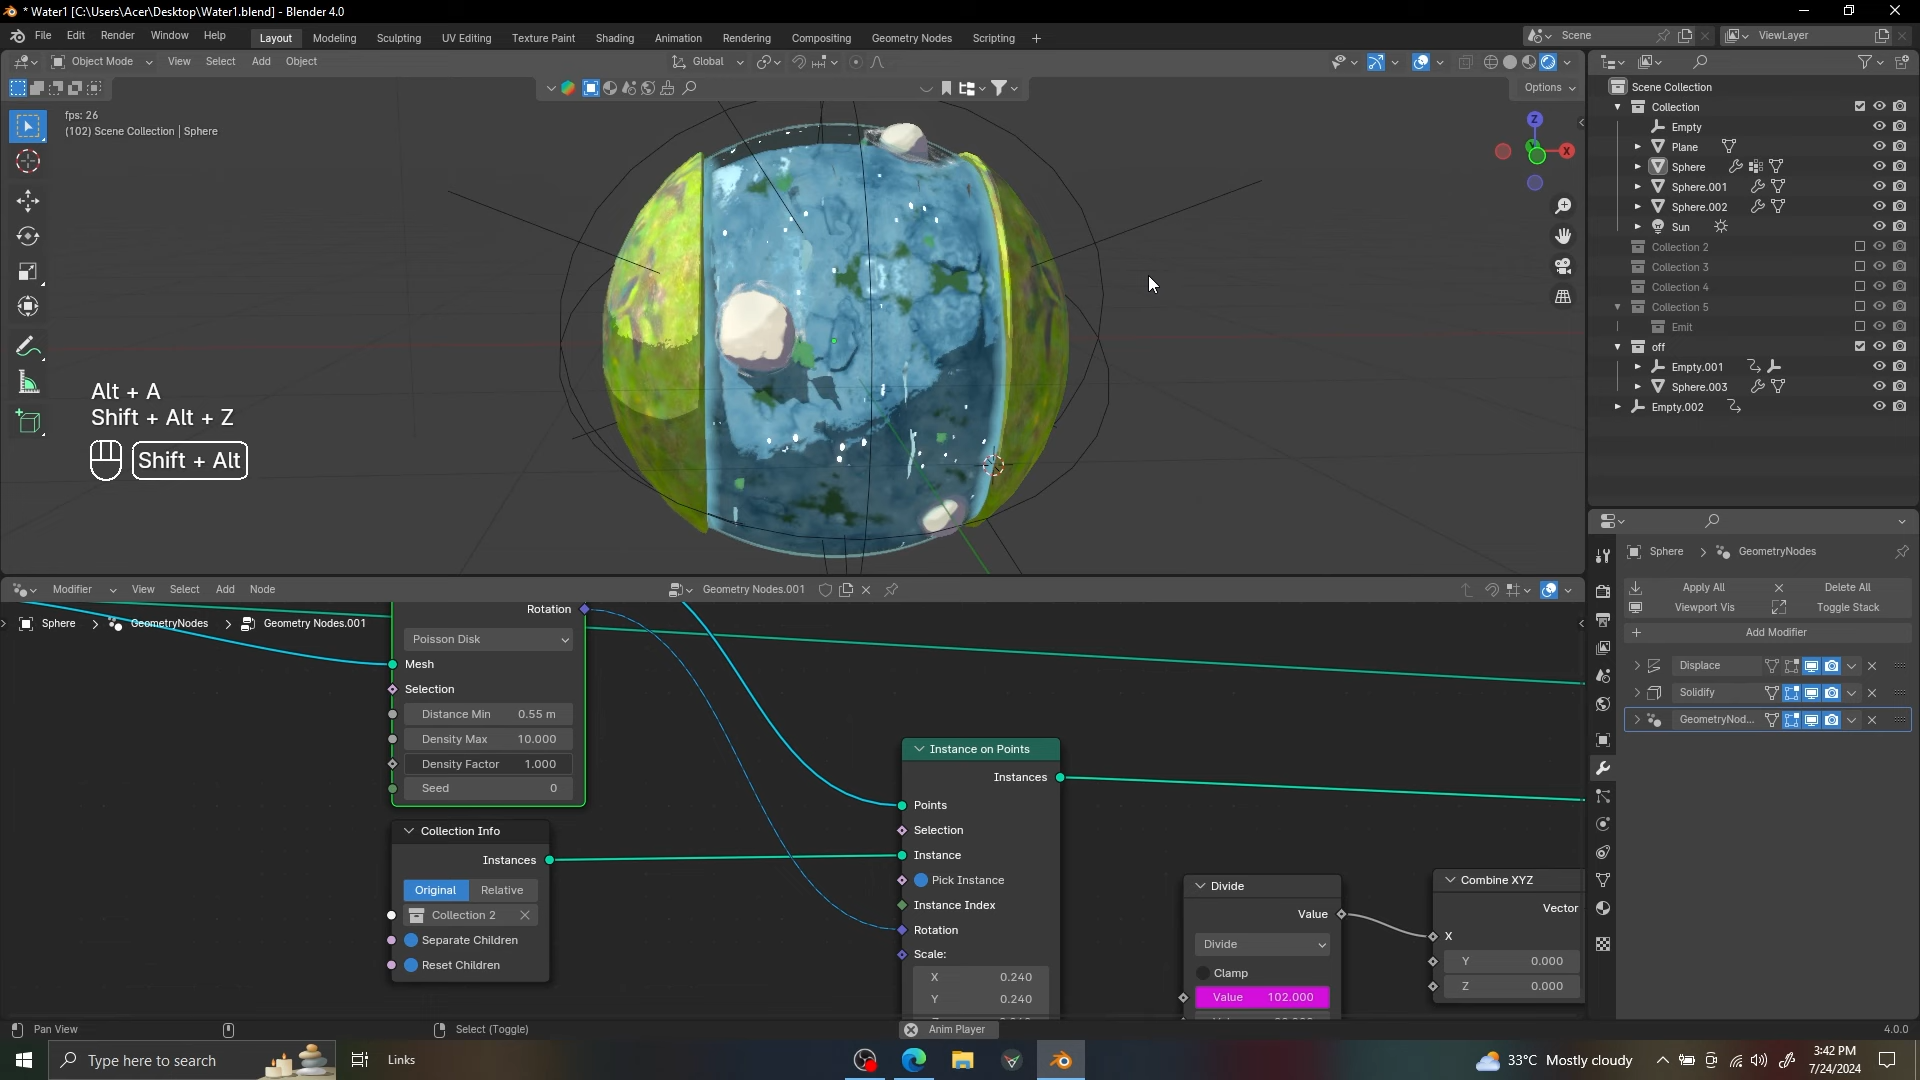 * Water1 [C:\Users\Acer\Desktop\Water1.blend] - Blender 4.0
File Edit Render Window Help Layout Modeling Sculpting UV Editing Texture Paint Shading Animation Rendering Compositing Geometry Nodes Scripting + Scene ViewLayer
Object Mode View Select Add Object Global
Options
fps: 26
(102) Scene Collection | Sphere
Z
X
Alt + A
Shift + Alt + Z
Shift + Alt
Scene Collection
Collection
Empty
Plane
Sphere
Sphere.001
Sphere.002
Sun
Collection 2
Collection 3
Collection 4
Collection 5
Emit
off
Empty.001
Sphere.003
Empty.002
Sphere > GeometryNodes
Apply All Delete All
Viewport Vis Toggle Stack
Add Modifier
Displace
Solidify
GeometryNod...
Modifier View Select Add Node Geometry Nodes.001
Sphere > GeometryNodes > Geometry Nodes.001
Rotation
Poisson Disk
Mesh
Selection
Distance Min 0.55 m
Density Max 10.000
Density Factor 1.000
Seed 0
Collection Info
Instances
Original Relative
Collection 2
Separate Children
Reset Children
Instance on Points
Instances
Points
Selection
Instance
Pick Instance
Instance Index
Rotation
Scale:
X 0.240
Y 0.240
Divide
Value
Divide
Clamp
Value 102.000
Combine XYZ
Vector
X
Y 0.000
Z 0.000
Pan View Select (Toggle) Anim Player 4.0.0
Type here to search Links 33°C Mostly cloudy 3:42 PM
7/24/2024